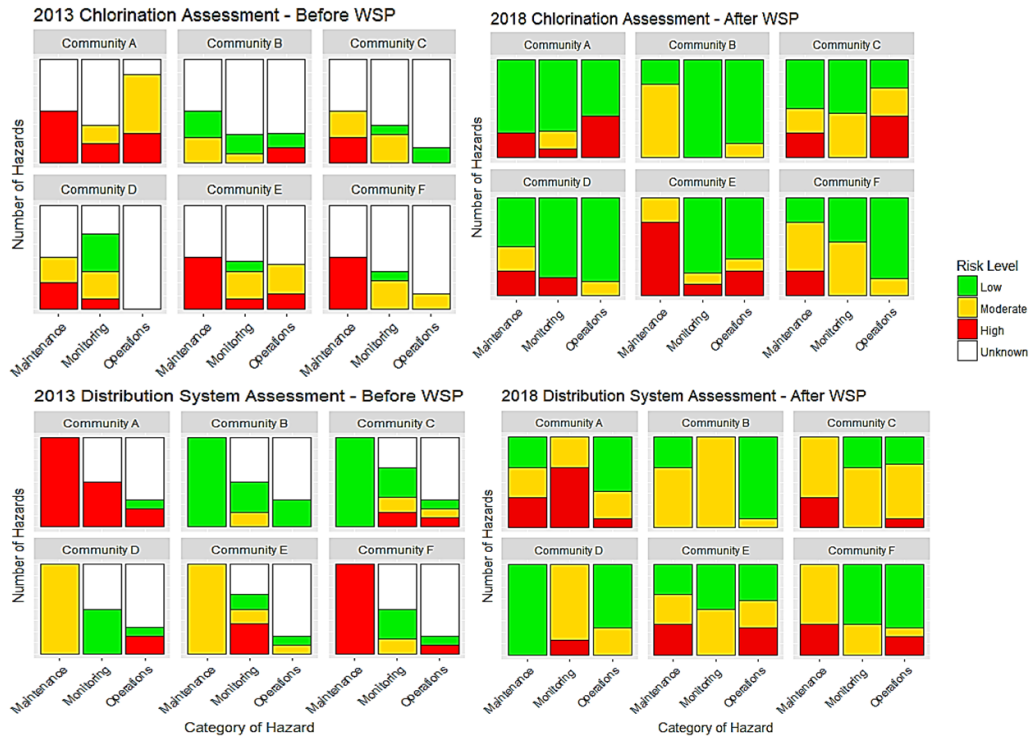 2013 Chlorination Assessment - Before WSP
Community A
Community B
Community C
Number of Hazards
Community D
Community E
Community F
Maintenance
Monitoring
Operations
Maintenance
Monitoring
Operations
Maintenance
Monitoring
Operations
2018 Chlorination Assessment - After WSP
Community A
Community B
Community C
Number of Hazards
Community D
Community E
Community F
Maintenance
Monitoring
Operations
Maintenance
Monitoring
Operations
Maintenance
Monitoring
Operations
Risk Level
Low
Moderate
High
Unknown
2013 Distribution System Assessment - Before WSP
Community A
Community B
Community C
Number of Hazards
Community D
Community E
Community F
Maintenance
Monitoring
Operations
Maintenance
Monitoring
Operations
Maintenance
Monitoring
Operations
Category of Hazard
2018 Distribution System Assessment - After WSP
Community A
Community B
Community C
Number of Hazards
Community D
Community E
Community F
Maintenance
Monitoring
Operations
Maintenance
Monitoring
Operations
Maintenance
Monitoring
Operations
Category of Hazard